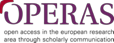 OPERAS
open access in the european research
area through scholarly communication